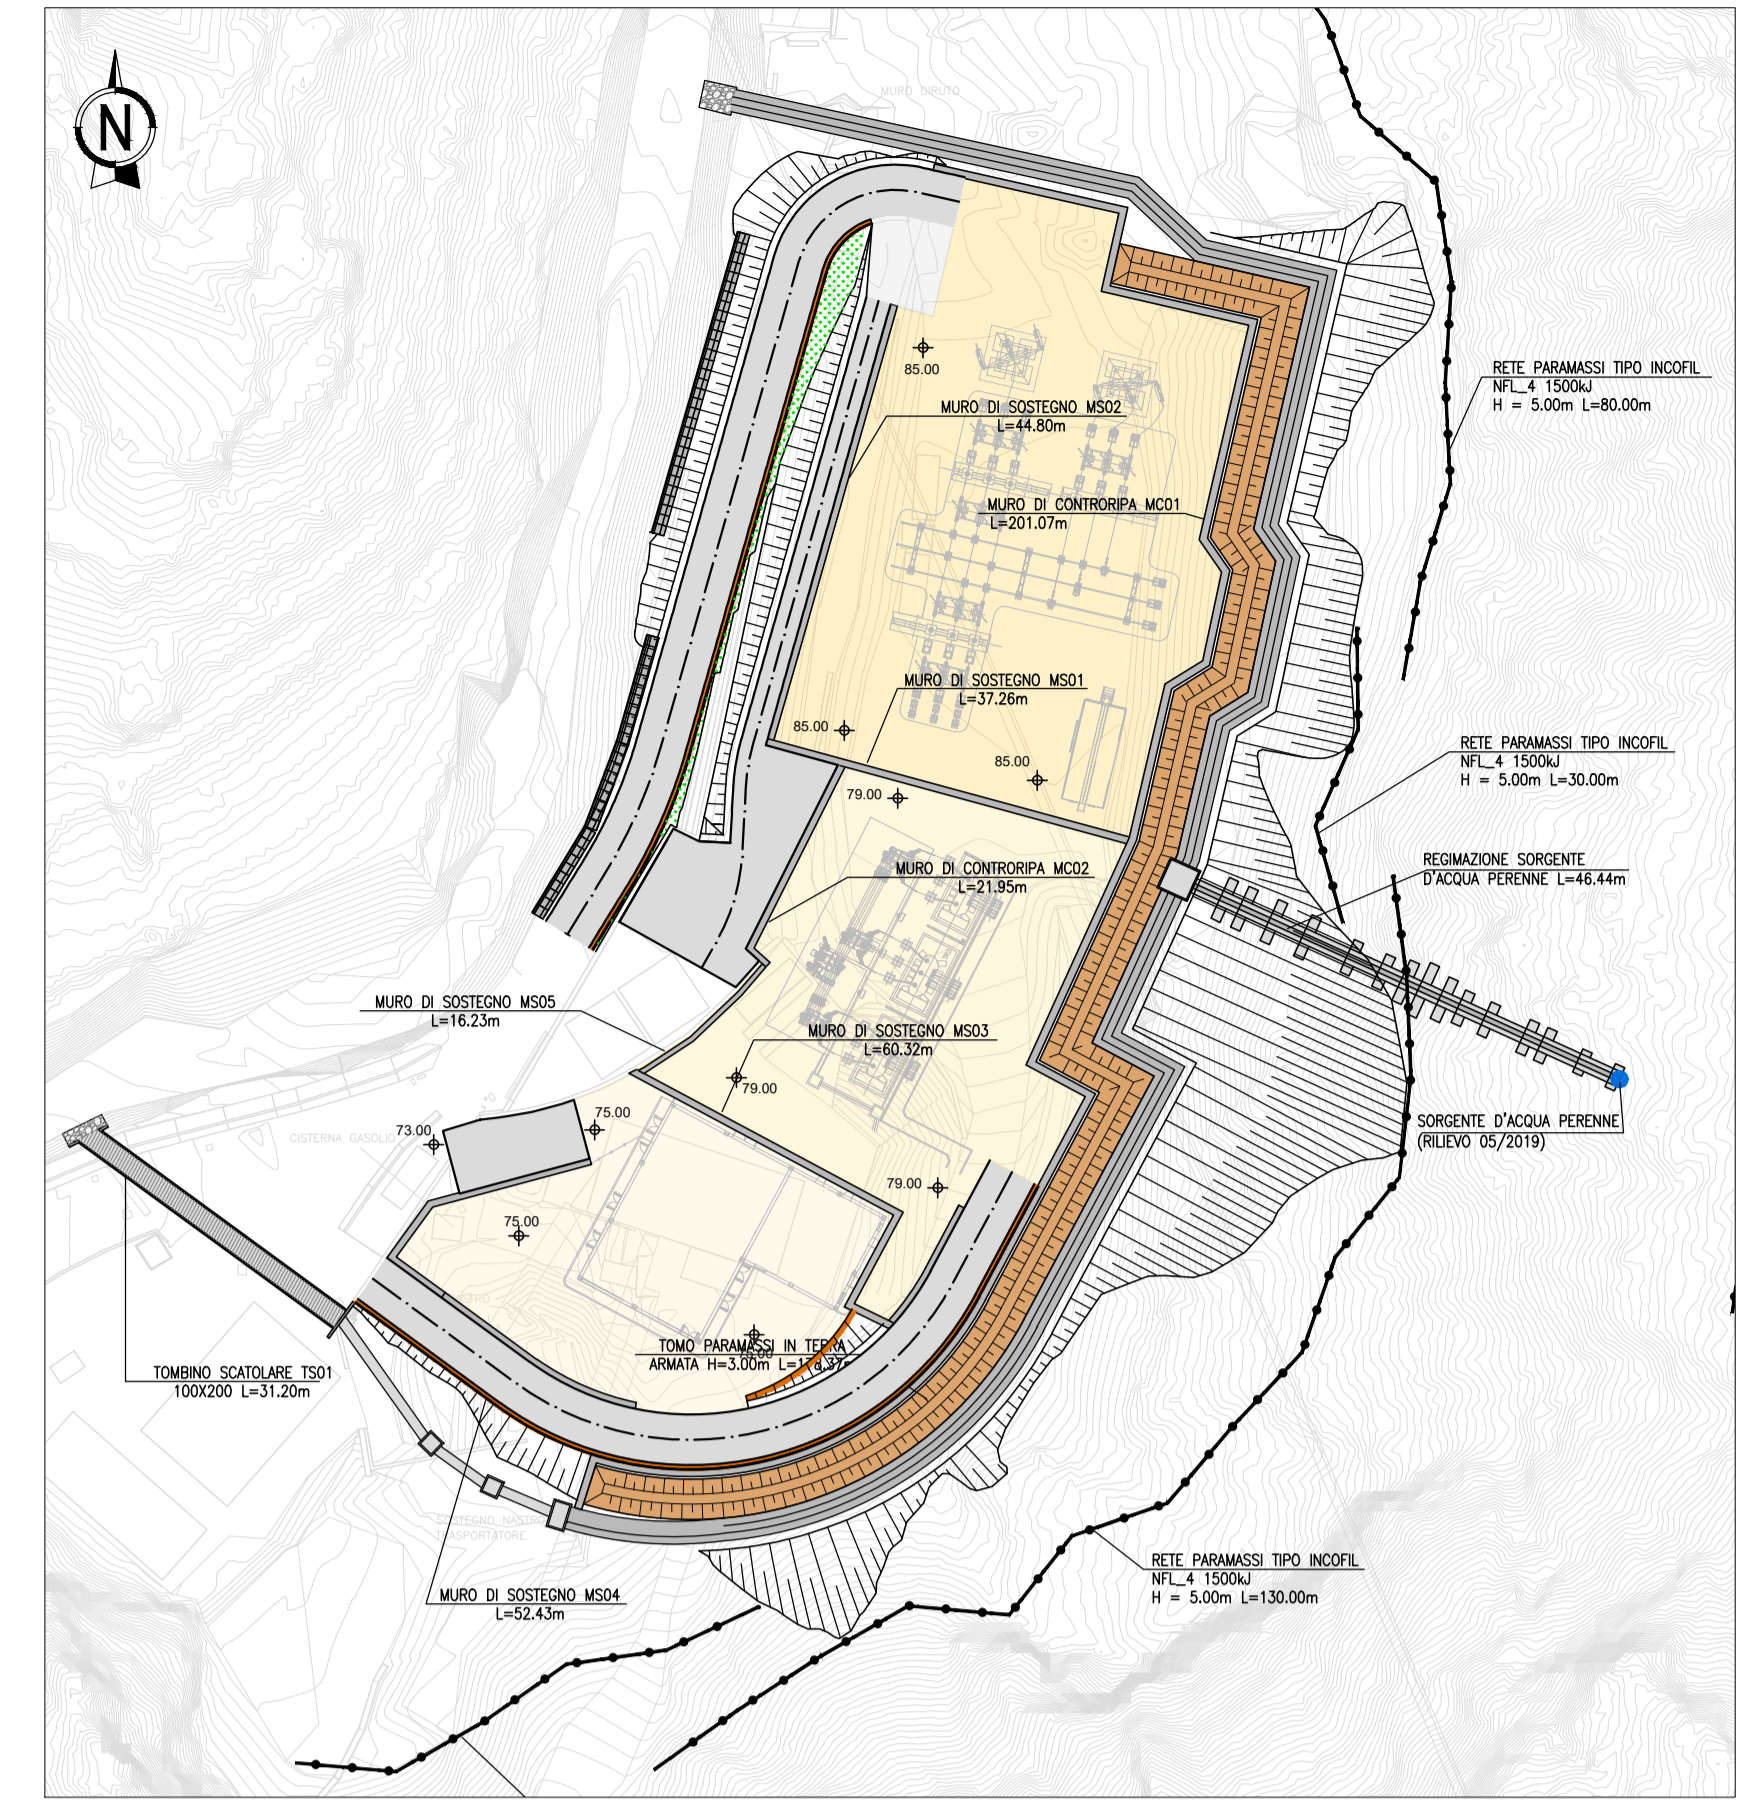 N
MURO DIRUTO
RETE PARAMASSI TIPO INCOFIL
NFL_4 1500kJ
H = 5.00m L=80.00m
85.00
MURO DI SOSTEGNO MS02
L=44.80m
MURO DI CONTRORIPA MC01
L=201.07m
MURO DI SOSTEGNO MS01
L=37.26m
85.00
85.00
79.00
RETE PARAMASSI TIPO INCOFIL
NFL_4 1500kJ
H = 5.00m L=30.00m
MURO DI CONTRORIPA MC02
L=21.95m
REGIMAZIONE SORGENTE
D'ACQUA PERENNE L=46.44m
MURO DI SOSTEGNO MS05
L=16.23m
MURO DI SOSTEGNO MS03
L=60.32m
79.00
75.00
73.00
CISTERNA GASOLIO
SORGENTE D'ACQUA PERENNE
(RILIEVO 05/2019)
79.00
75.00
TOMO PARAMASSI IN TERRA
ARMATA H=3.00m
TOMBINO SCATOLARE TS01
100X200 L=31.20m
SOSTEGNO NASTRO
TRASPORTATORE
MURO DI SOSTEGNO MS04
L=52.43m
RETE PARAMASSI TIPO INCOFIL
NFL_4 1500kJ
H = 5.00m L=130.00m